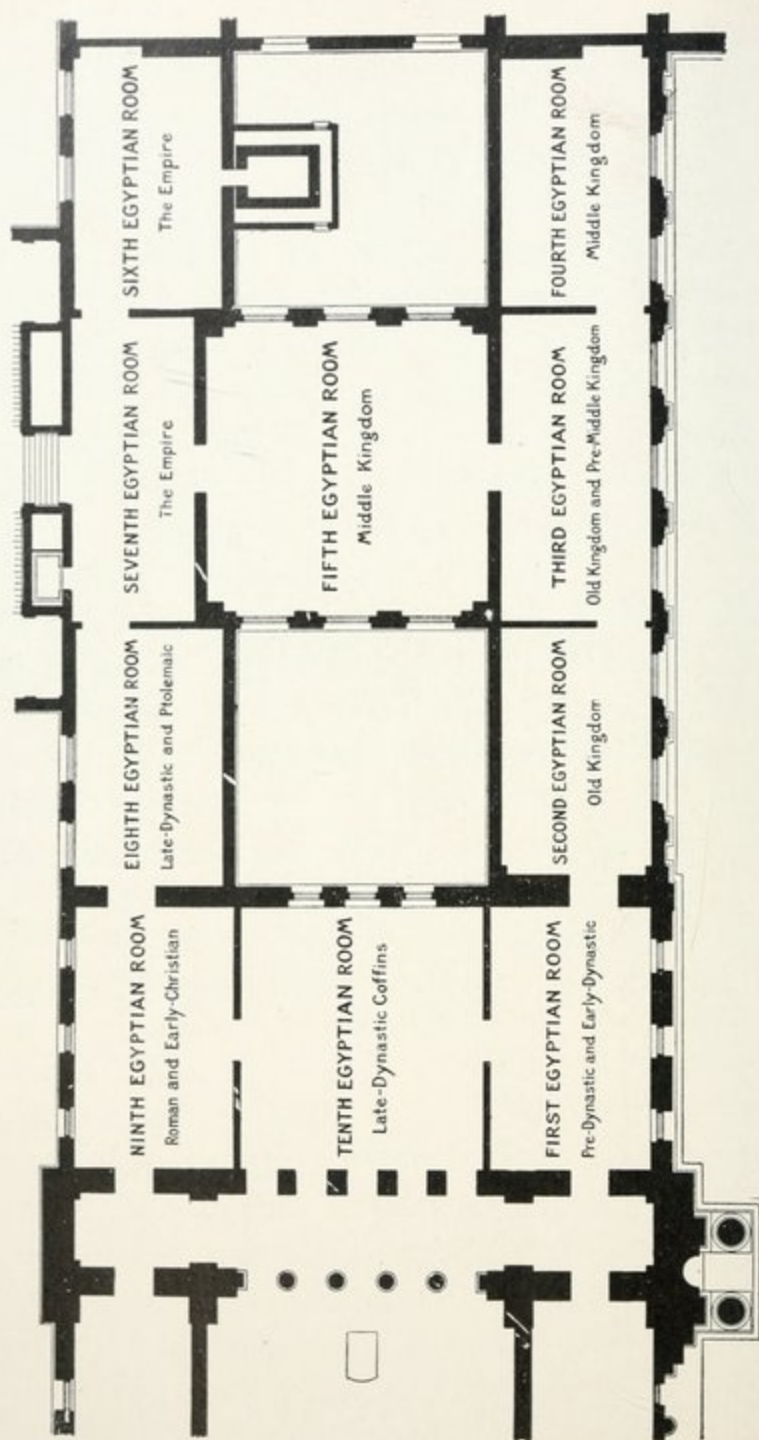 SIXTH EGYPTIAN ROOM
The Empire
SEVENTH EGYPTIAN ROOM
The Empire
EIGHTH EGYPTIAN ROOM
Late-Dynastic and Ptolemaic
NINTH EGYPTIAN ROOM
Roman and Early-Christian
FIFTH EGYPTIAN ROOM
Middle Kingdom
TENTH EGYPTIAN ROOM
Late-Dynastic Coffins
FOURTH EGYPTIAN ROOM
Middle Kingdom
THIRD EGYPTIAN ROOM
Old Kingdom and Pre-Middle Kingdom
SECOND EGYPTIAN ROOM
Old Kingdom
FIRST EGYPTIAN ROOM
Pre-Dynastic and Early-Dynastic